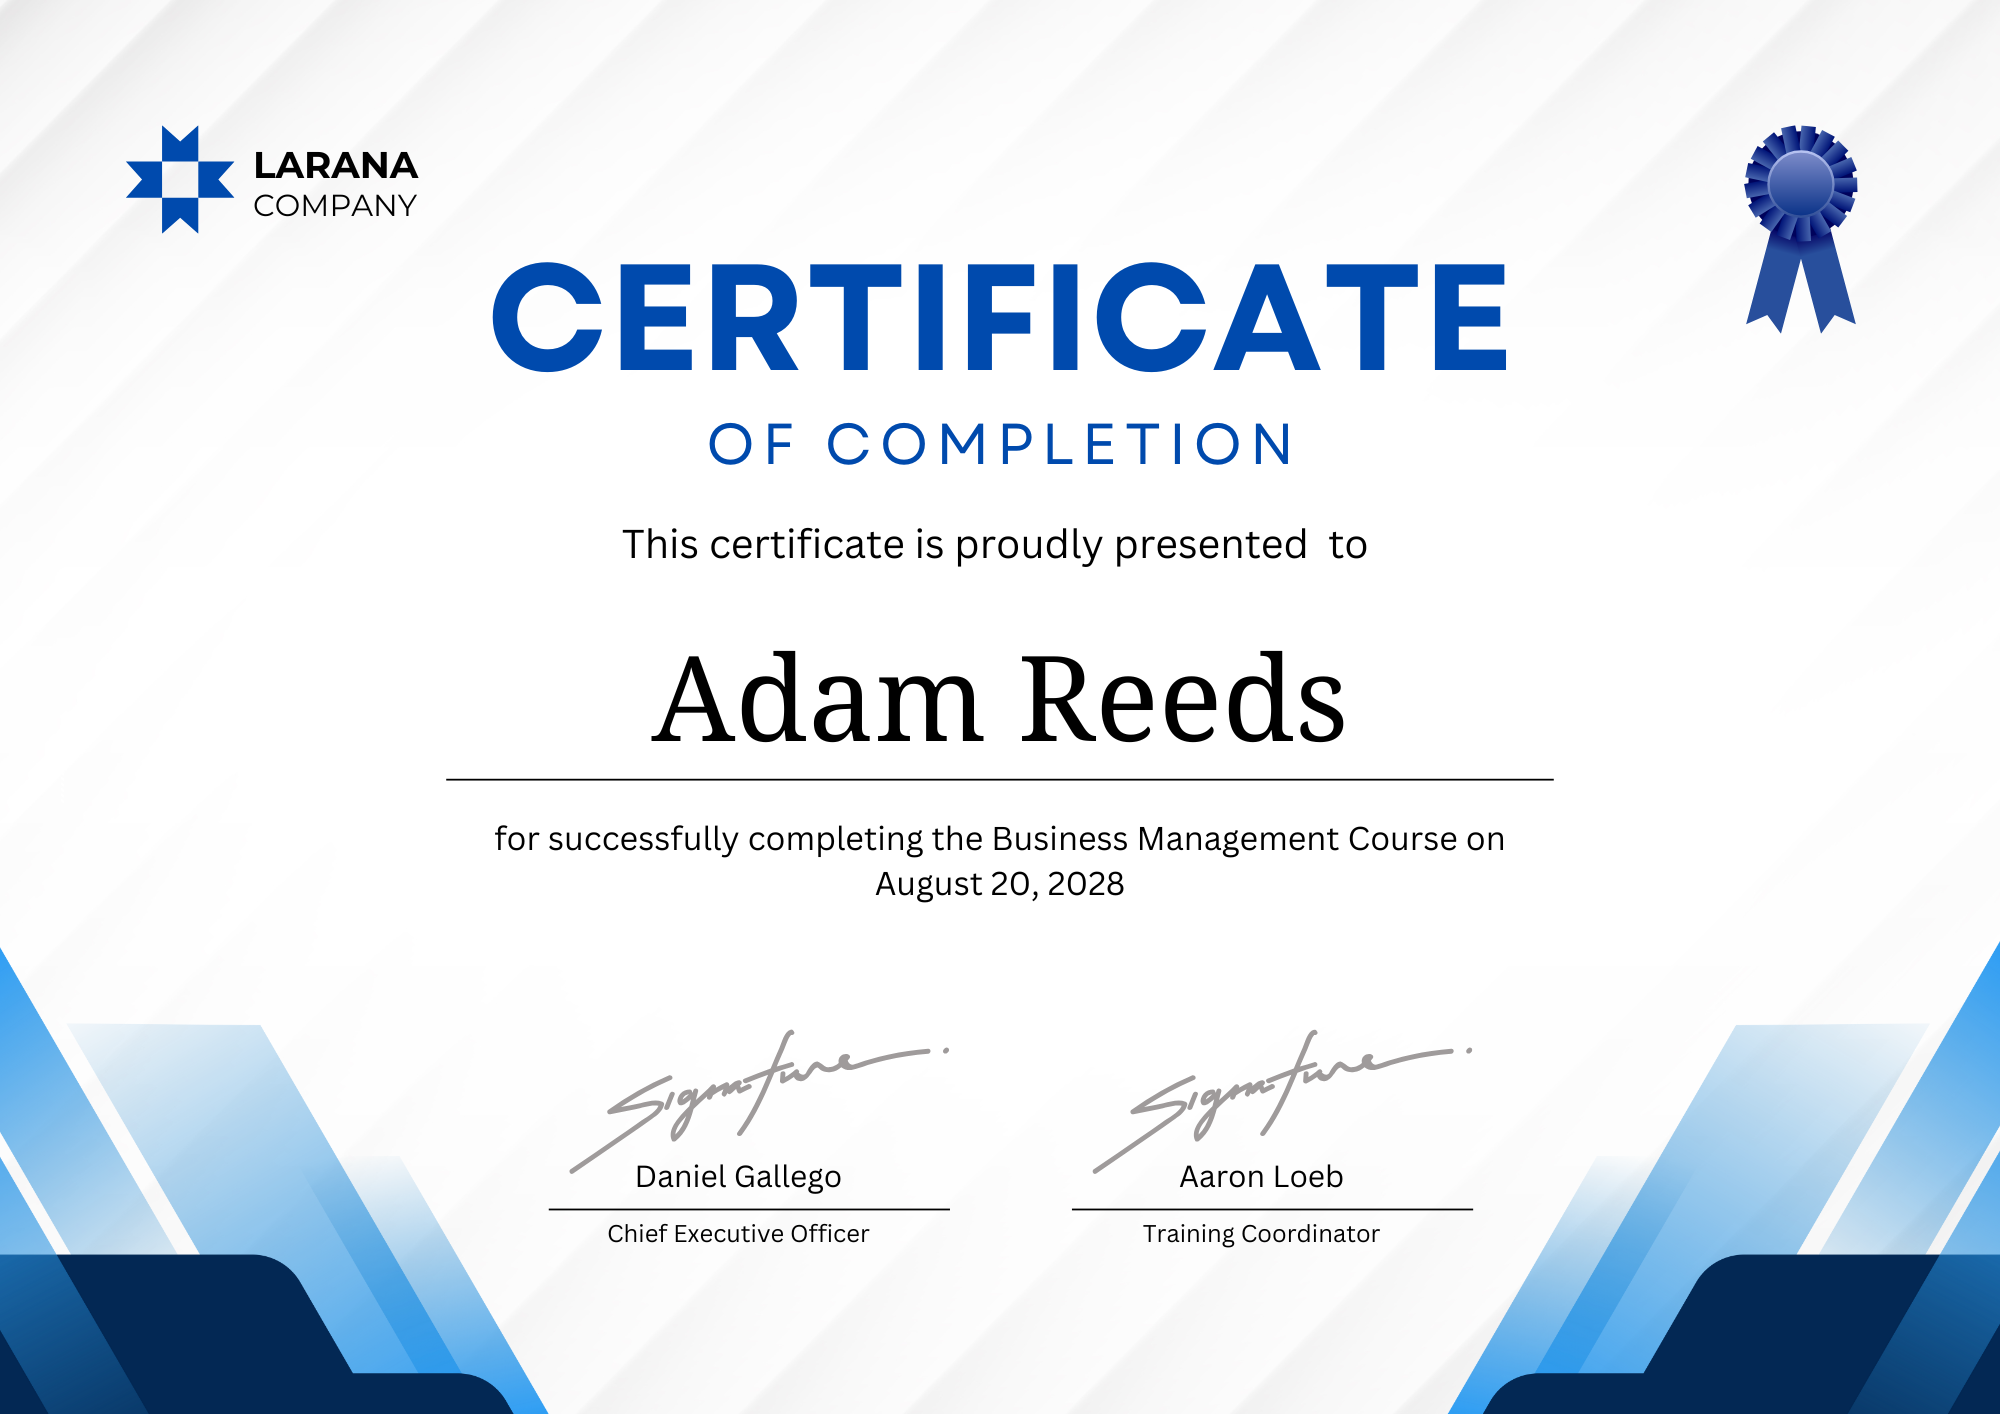 LARANA
COMPANY
CERTIFICATE
OF COMPLETION
This certificate is proudly presented  to
Adam Reeds
for successfully completing the Business Management Course on
August 20, 2028
Signature Signature
Daniel Gallego Aaron Loeb
Chief Executive Officer Training Coordinator